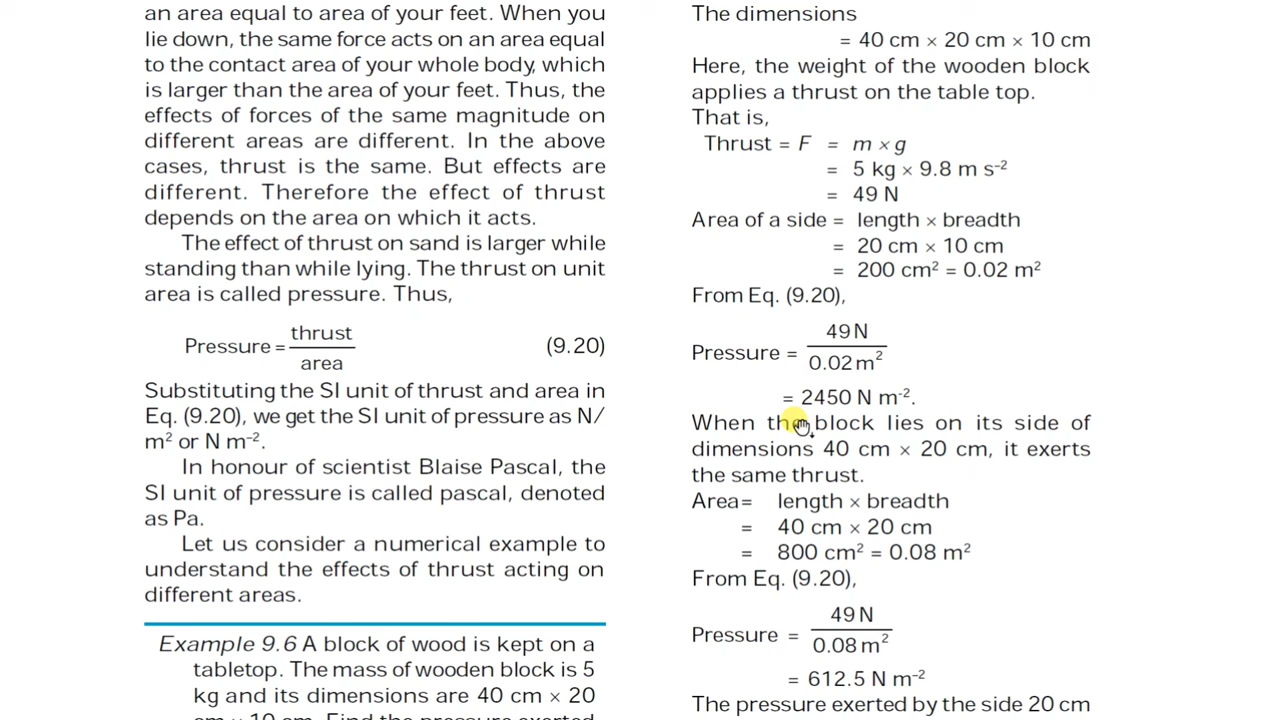 an area equal to area of your feet. When you
lie down, the same force acts on an area equal
to the contact area of your whole body, which
is larger than the area of your feet. Thus, the
effects of forces of the same magnitude on
different areas are different. In the above
cases, thrust is the same. But effects are
different. Therefore the effect of thrust
depends on the area on which it acts.
The effect of thrust on sand is larger while
standing than while lying. The thrust on unit
area is called pressure. Thus,
Pressure = thrust / area (9.20)
Substituting the SI unit of thrust and area in
Eq. (9.20), we get the SI unit of pressure as N/
m² or N m⁻².
In honour of scientist Blaise Pascal, the
SI unit of pressure is called pascal, denoted
as Pa.
Let us consider a numerical example to
understand the effects of thrust acting on
different areas.
Example 9.6 A block of wood is kept on a
tabletop. The mass of wooden block is 5
kg and its dimensions are 40 cm × 20
cm × 10 cm. Find the pressure exerted
The dimensions
= 40 cm × 20 cm × 10 cm
Here, the weight of the wooden block
applies a thrust on the table top.
That is,
Thrust = F = m × g
= 5 kg × 9.8 m s⁻²
= 49 N
Area of a side = length × breadth
= 20 cm × 10 cm
= 200 cm² = 0.02 m²
From Eq. (9.20),
Pressure = 49 N / 0.02 m²
= 2450 N m⁻².
When the block lies on its side of
dimensions 40 cm × 20 cm, it exerts
the same thrust.
Area= length × breadth
= 40 cm × 20 cm
= 800 cm² = 0.08 m²
From Eq. (9.20),
Pressure = 49 N / 0.08 m²
= 612.5 N m⁻²
The pressure exerted by the side 20 cm